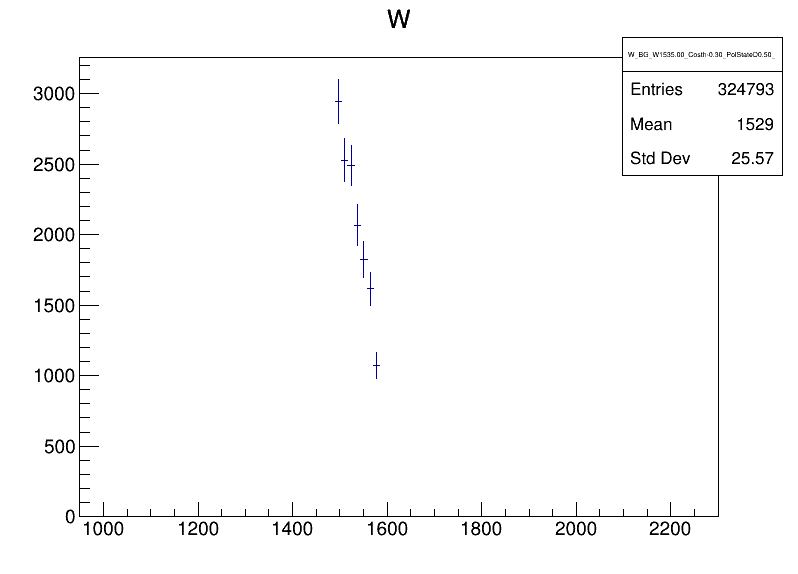 W
W_BG_W1535.00_Costh-0.30_PolStateD0.50_
Entries 324793
Mean 1529
Std Dev 25.57
3000
2500
2000
1500
1000
500
0
1000 1200 1400 1600 1800 2000 2200